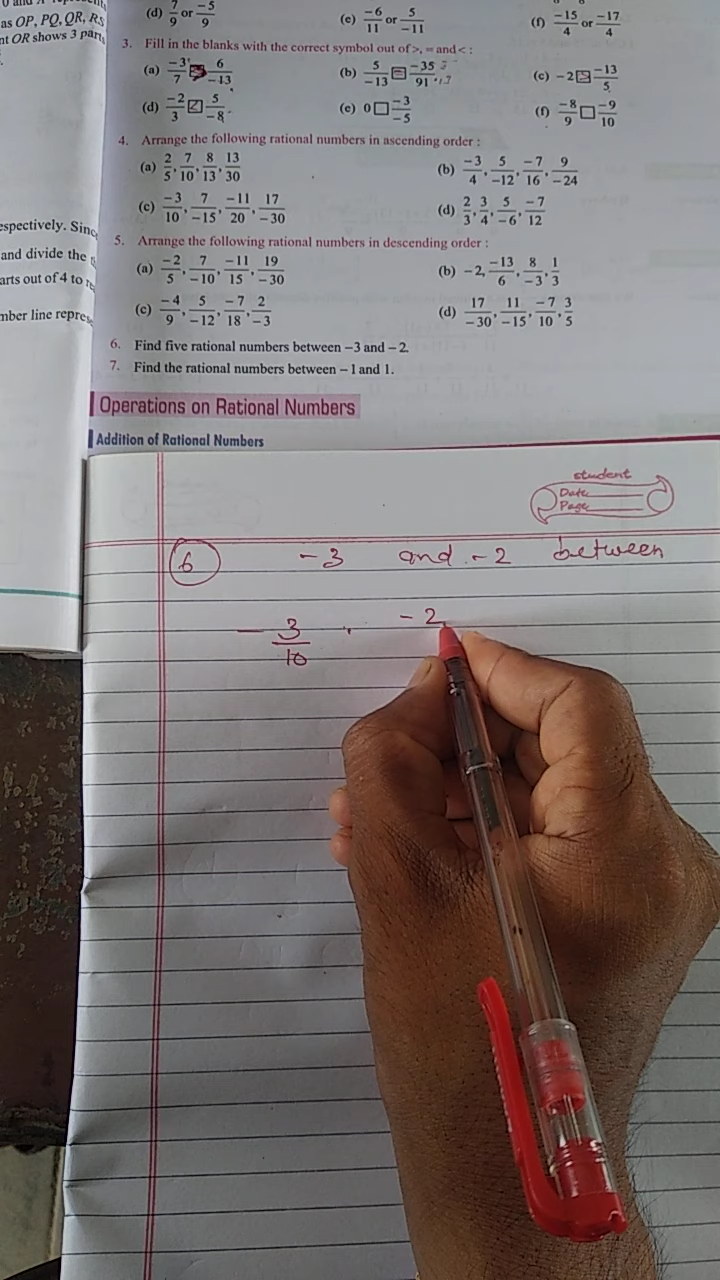 as OP, PQ, QR, RS
nt OR shows 3 part
(d) 7/9 or -5/9 (e) -6/11 or 5/-11 (f) -15/4 or -17/4
3. Fill in the blanks with the correct symbol out of >, = and < :
(a) -3/7 □ 6/-13 (b) 5/-13 = -35/91 (c) -2 > -13/5
(d) -2/3 < 5/-8 (e) 0 □ -3/-5 (f) -8/9 □ -9/10
4. Arrange the following rational numbers in ascending order :
(a) 2/5, 7/10, 8/13, 13/30 (b) -3/4, 5/-12, -7/16, 9/-24
(c) -3/10, 7/-15, -11/20, 17/-30 (d) 2/3, 3/4, 5/-6, -7/12
5. Arrange the following rational numbers in descending order :
(a) -2/5, 7/-10, -11/15, 19/-30 (b) -2, -13/6, 8/-3, 1/3
(c) -4/9, 5/-12, -7/18, 2/-3 (d) 17/-30, 11/-15, -7/10, 3/5
6. Find five rational numbers between -3 and -2.
7. Find the rational numbers between -1 and 1.
Operations on Rational Numbers
Addition of Rational Numbers
espectively. Sinc
and divide the
arts out of 4 to re
mber line repres
student
Date
Page
6 -3 and -2 between
-3/10 . -2